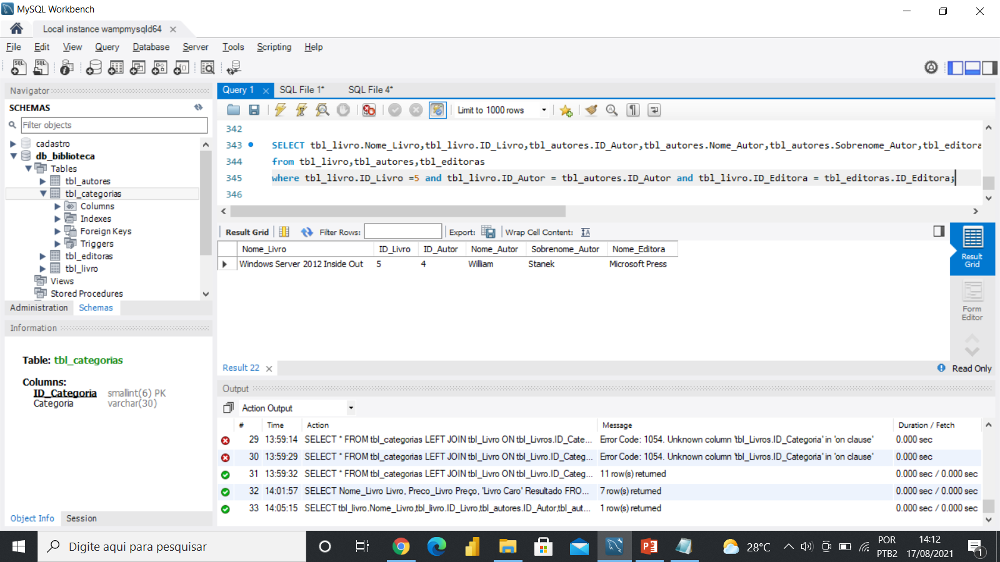 MySQL Workbench
Local instance wampmysqld64
File Edit View Query Database Server Tools Scripting Help
Navigator
SCHEMAS
Filter objects
cadastro
db_biblioteca
Tables
tbl_autores
tbl_categorias
Columns
Indexes
Foreign Keys
Triggers
tbl_editoras
tbl_livro
Views
Stored Procedures
Administration Schemas
Information
Table: tbl_categorias
Columns:
ID_Categoria smallint(6) PK
Categoria varchar(30)
Object Info Session
Query 1 SQL File 1* SQL File 4*
Limit to 1000 rows
342
343 SELECT tbl_livro.Nome_Livro,tbl_livro.ID_Livro,tbl_autores.ID_Autor,tbl_autores.Nome_Autor,tbl_autores.Sobrenome_Autor,tbl_editora
344 from tbl_livro,tbl_autores,tbl_editoras
345 where tbl_livro.ID_Livro =5 and tbl_livro.ID_Autor = tbl_autores.ID_Autor and tbl_livro.ID_Editora = tbl_editoras.ID_Editora;
346
Result Grid Filter Rows: Export: Wrap Cell Content:
Nome_Livro ID_Livro ID_Autor Nome_Autor Sobrenome_Autor Nome_Editora
Windows Server 2012 Inside Out 5 4 William Stanek Microsoft Press
Result Grid
Form Editor
Result 22
Read Only
Output
Action Output
# Time Action Message Duration / Fetch
29 13:59:14 SELECT * FROM tbl_categorias LEFT JOIN tbl_Livro ON tbl_Livros.ID_Cate... Error Code: 1054. Unknown column 'tbl_Livros.ID_Categoria' in 'on clause' 0.000 sec
30 13:59:29 SELECT * FROM tbl_categorias LEFT JOIN tbl_Livro ON tbl_Livro.ID_Categ... Error Code: 1054. Unknown column 'tbl_Livros.ID_Categoria' in 'on clause' 0.000 sec
31 13:59:32 SELECT * FROM tbl_categorias LEFT JOIN tbl_Livro ON tbl_Livro.ID_Categ... 11 row(s) returned 0.000 sec / 0.000 sec
32 14:01:57 SELECT Nome_Livro Livro, Preco_Livro Preço, 'Livro Caro' Resultado FRO... 7 row(s) returned 0.000 sec / 0.000 sec
33 14:05:15 SELECT tbl_livro.Nome_Livro,tbl_livro.ID_Livro,tbl_autores.ID_Autor,tbl_aut... 1 row(s) returned 0.000 sec / 0.000 sec
Digite aqui para pesquisar
28°C
POR
PTB2
14:12
17/08/2021
1